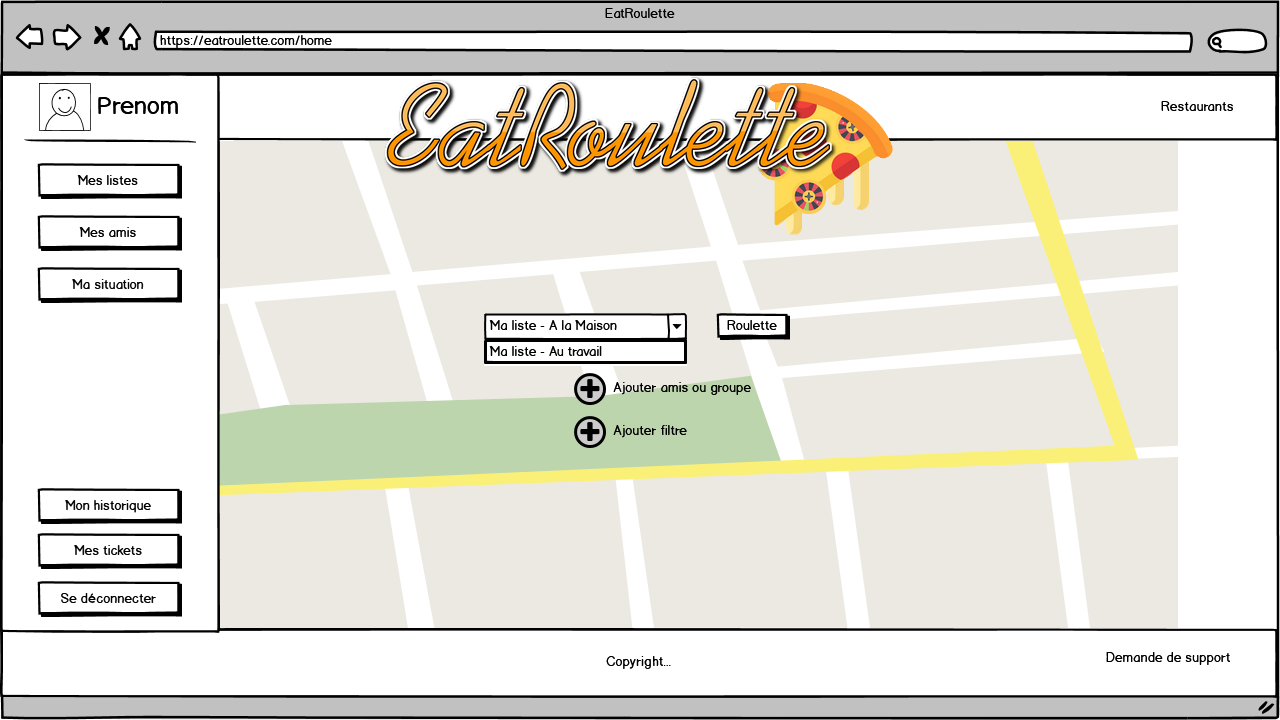 EatRoulette
https://eatroulette.com/home
Prenom
EatRoulette
Restaurants
Mes listes
Mes amis
Ma situation
Ma liste - A la Maison
Roulette
Ma liste - Au travail
Ajouter amis ou groupe
Ajouter filtre
Mon historique
Mes tickets
Se déconnecter
Copyright...
Demande de support